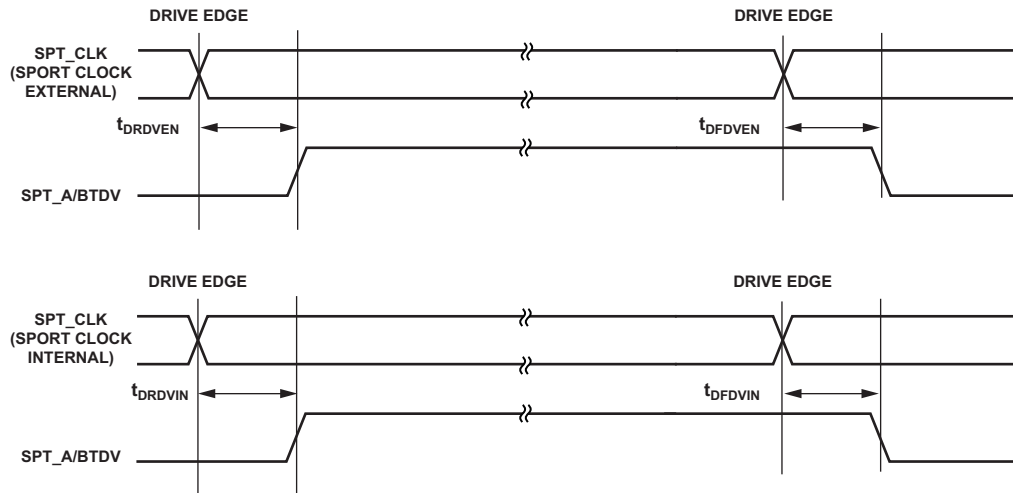 DRIVE EDGE DRIVE EDGE
SPT_CLK
(SPORT CLOCK
EXTERNAL)
tDRDVEN tDFDVEN
SPT_A/BTDV
DRIVE EDGE DRIVE EDGE
SPT_CLK
(SPORT CLOCK
INTERNAL)
tDRDVIN tDFDVIN
SPT_A/BTDV